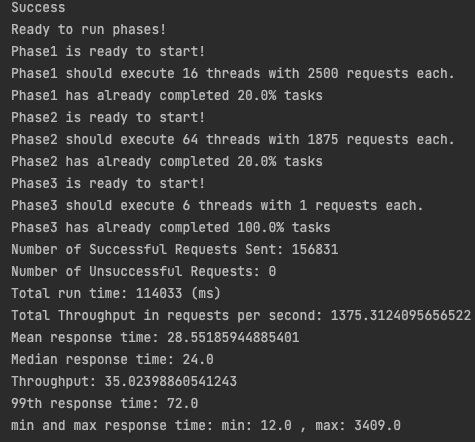 Success
Ready to run phases!
Phase1 is ready to start!
Phase1 should execute 16 threads with 2500 requests each.
Phase1 has already completed 20.0% tasks
Phase2 is ready to start!
Phase2 should execute 64 threads with 1875 requests each.
Phase2 has already completed 20.0% tasks
Phase3 is ready to start!
Phase3 should execute 6 threads with 1 requests each.
Phase3 has already completed 100.0% tasks
Number of Successful Requests Sent: 156831
Number of Unsuccessful Requests: 0
Total run time: 114033 (ms)
Total Throughput in requests per second: 1375.3124095656522
Mean response time: 28.55185944885401
Median response time: 24.0
Throughput: 35.02398860541243
99th response time: 72.0
min and max response time: min: 12.0 , max: 3409.0